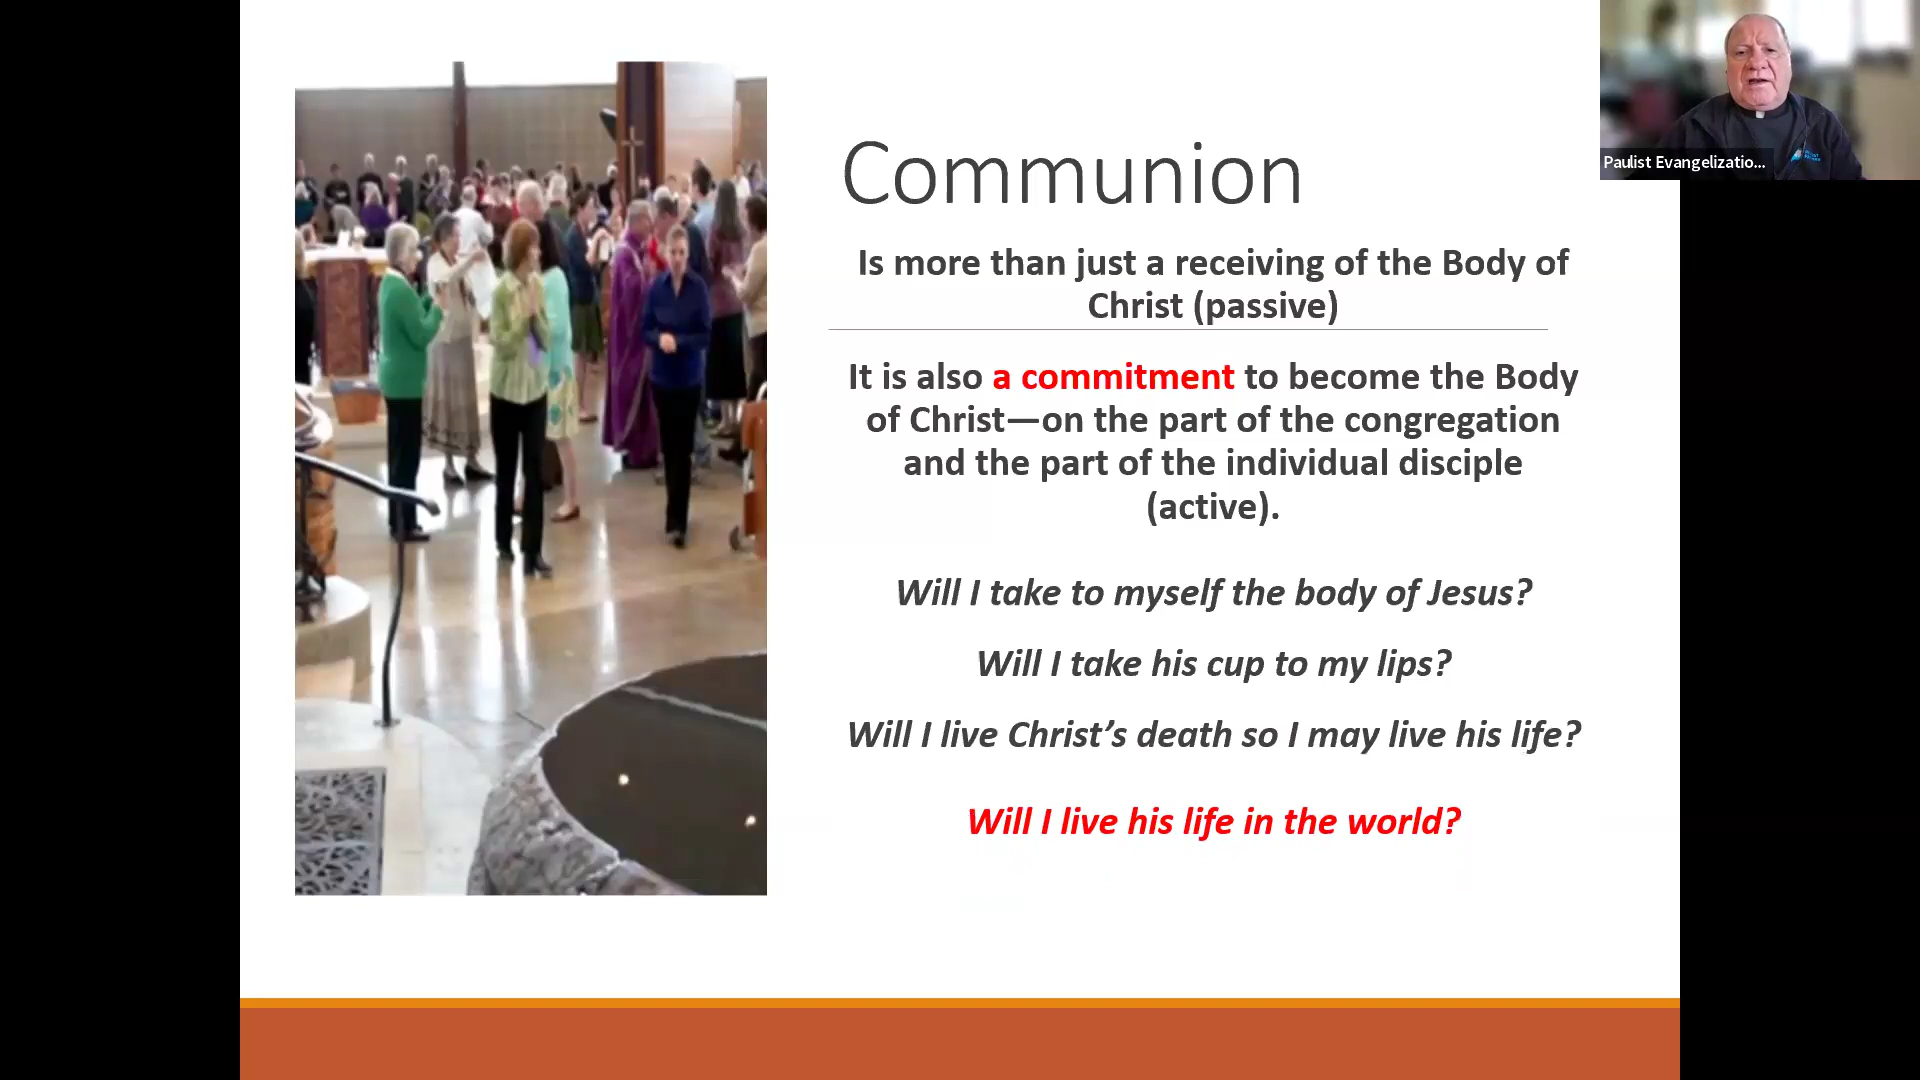 Communion
Is more than just a receiving of the Body of
Christ (passive)
It is also a commitment to become the Body
of Christ—on the part of the congregation
and the part of the individual disciple
(active).
Will I take to myself the body of Jesus?
Will I take his cup to my lips?
Will I live Christ’s death so I may live his life?
Will I live his life in the world?
Paulist Evangelizatio...